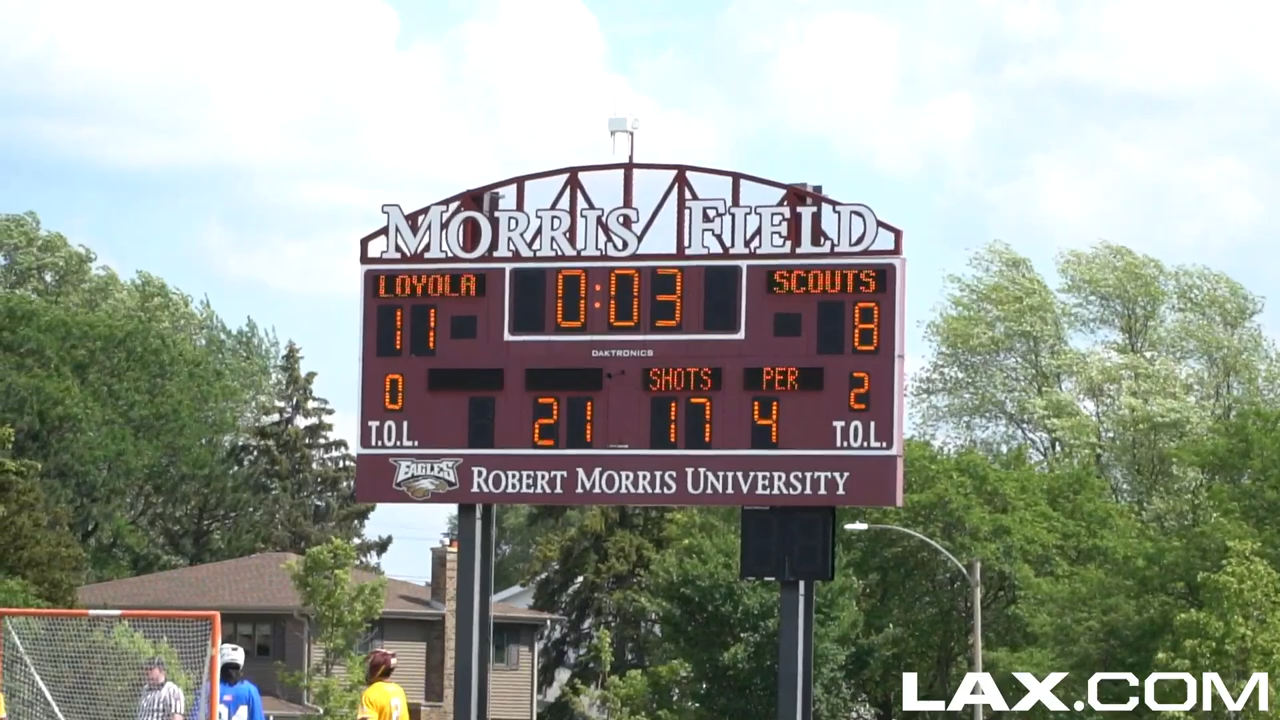 MORRIS FIELD
LOYOLA 0:03 SCOUTS
11 8
DAKTRONICS
SHOTS PER
0 21 17 4 2
T.O.L. T.O.L.
EAGLES ROBERT MORRIS UNIVERSITY
LAX.COM